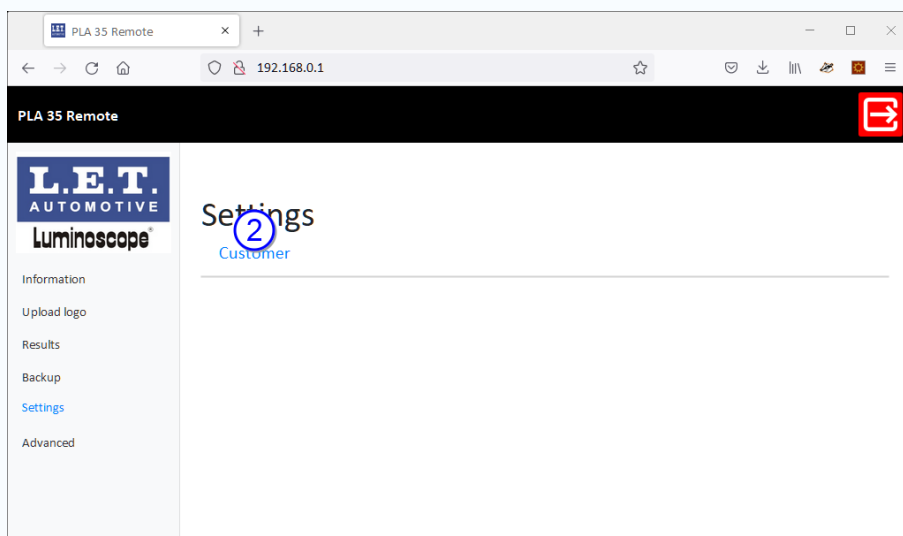 PLA 35 Remote
192.168.0.1
PLA 35 Remote
L.E.T.
AUTOMOTIVE
Luminoscope®
Information
Upload logo
Results
Backup
Settings
Advanced
Settings
2
Customer